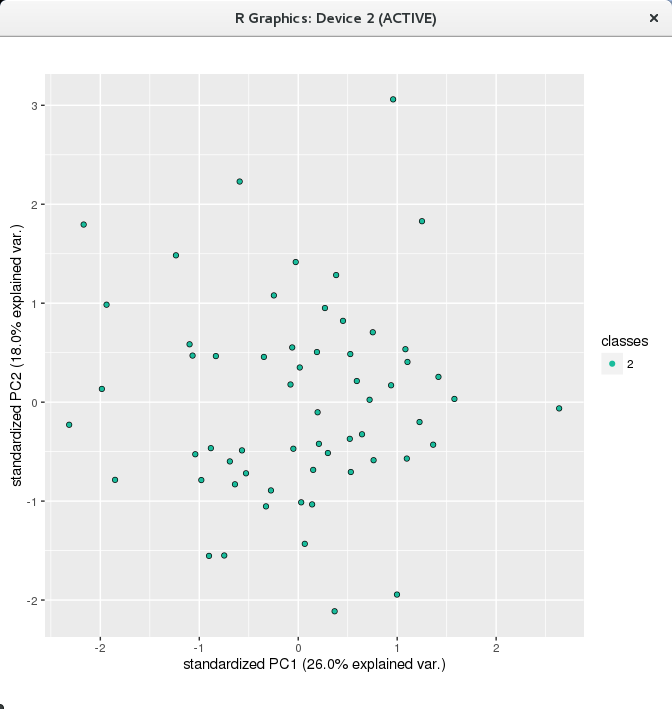 R Graphics: Device 2 (ACTIVE)
×
3
2
1
0
-1
-2
standardized PC2 (18.0% explained var.)
-2 -1 0 1 2
standardized PC1 (26.0% explained var.)
classes
2